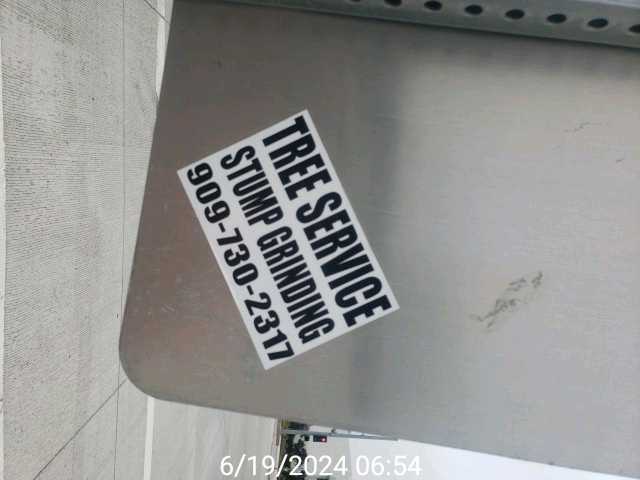 TREE SERVICE
STUMP GRINDING
909-730-2317
6/19/2024 06:54